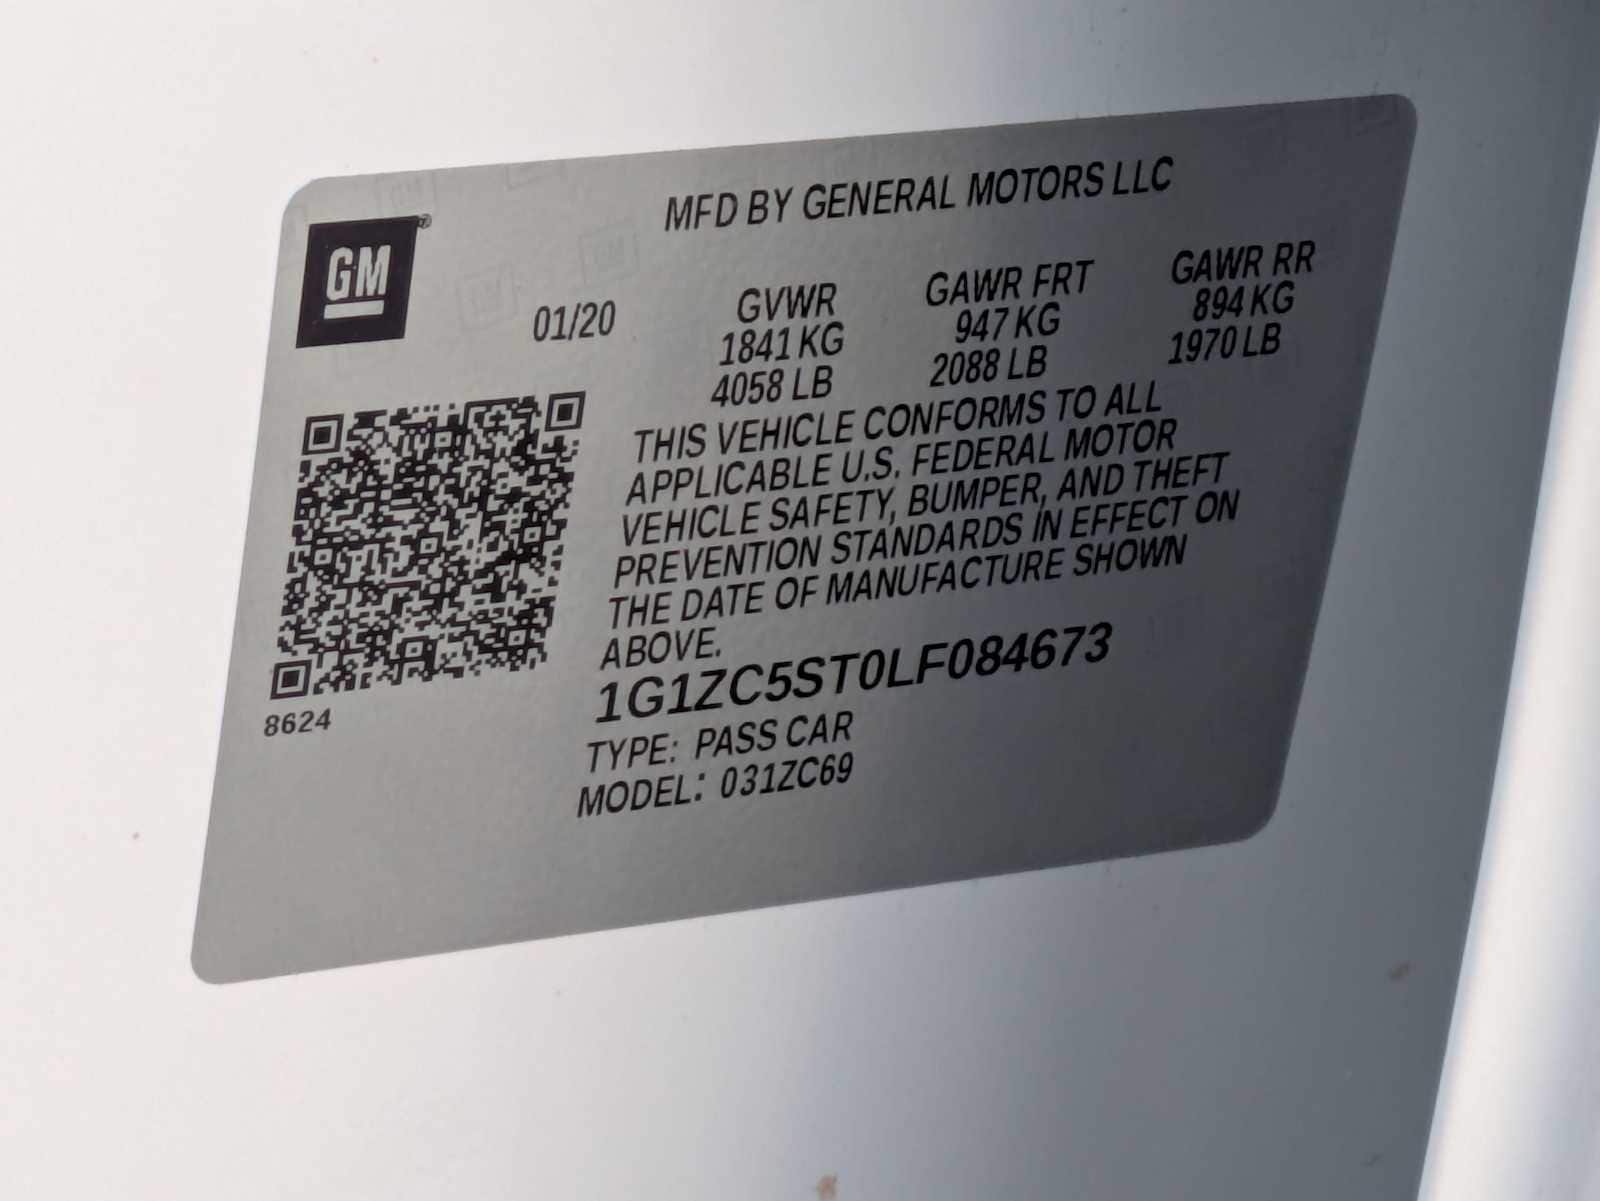 MFD BY GENERAL MOTORS LLC
GM®
01/20
GVWR
1841 KG
4058 LB
GAWR FRT
947 KG
2088 LB
GAWR RR
894 KG
1970 LB
THIS VEHICLE CONFORMS TO ALL
APPLICABLE U.S. FEDERAL MOTOR
VEHICLE SAFETY, BUMPER, AND THEFT
PREVENTION STANDARDS IN EFFECT ON
THE DATE OF MANUFACTURE SHOWN
ABOVE.
1G1ZC5ST0LF084673
TYPE: PASS CAR
MODEL: 031ZC69
8624